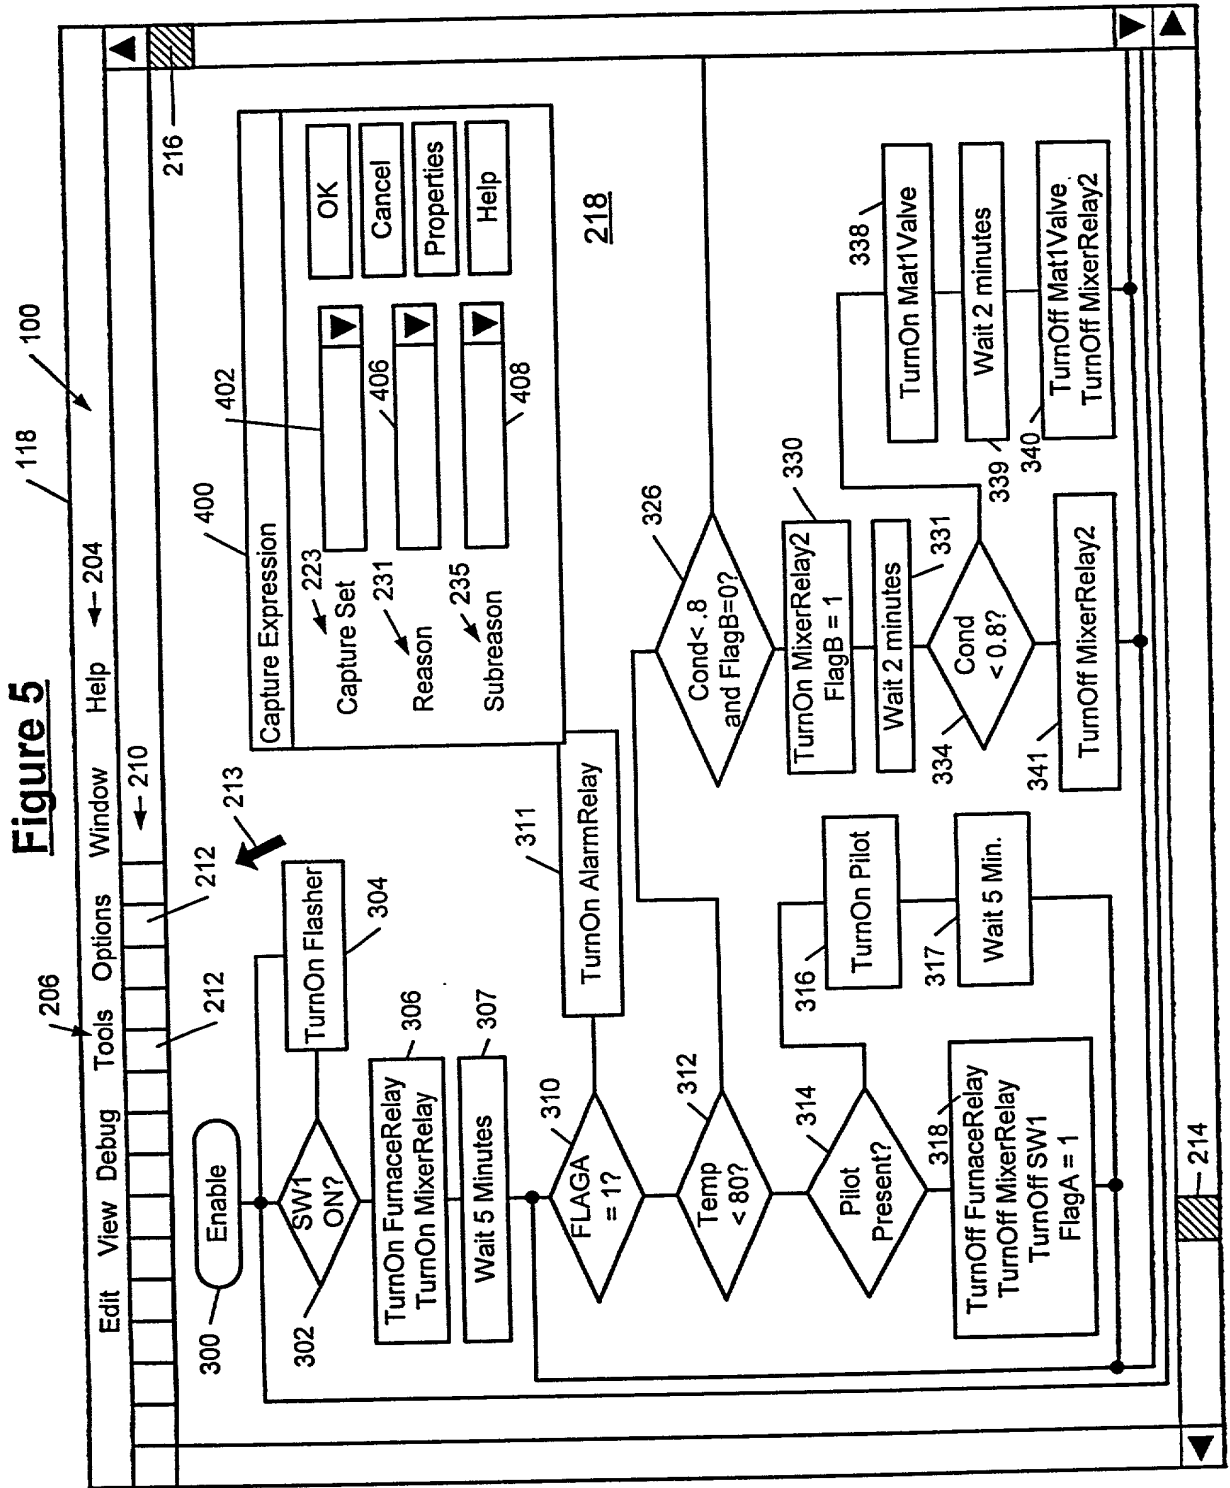 Figure 5
118
100
206
204
Edit View Debug Tools Options Window Help
210
212
212
213
216
400
Capture Expression
223
Capture Set
402
231
Reason
406
235
Subreason
408
OK
Cancel
Properties
Help
218
300
Enable
302
SW1
ON?
TurnOn Flasher
304
TurnOn FurnaceRelay
TurnOn MixerRelay
306
Wait 5 Minutes
307
FLAGA
= 1?
310
TurnOn AlarmRelay
311
Temp
< 80?
312
Pilot
Present?
314
TurnOn Pilot
316
Wait 5 Min.
317
318
TurnOff FurnaceRelay
TurnOff MixerRelay
TurnOff SW1
FlagA = 1
Cond< .8
and FlagB=0?
326
TurnOn MixerRelay2
FlagB = 1
330
Wait 2 minutes
331
Cond
< 0.8?
334
TurnOff MixerRelay2
341
TurnOn Mat1Valve
338
Wait 2 minutes
339
TurnOff Mat1Valve
TurnOff MixerRelay2
340
214